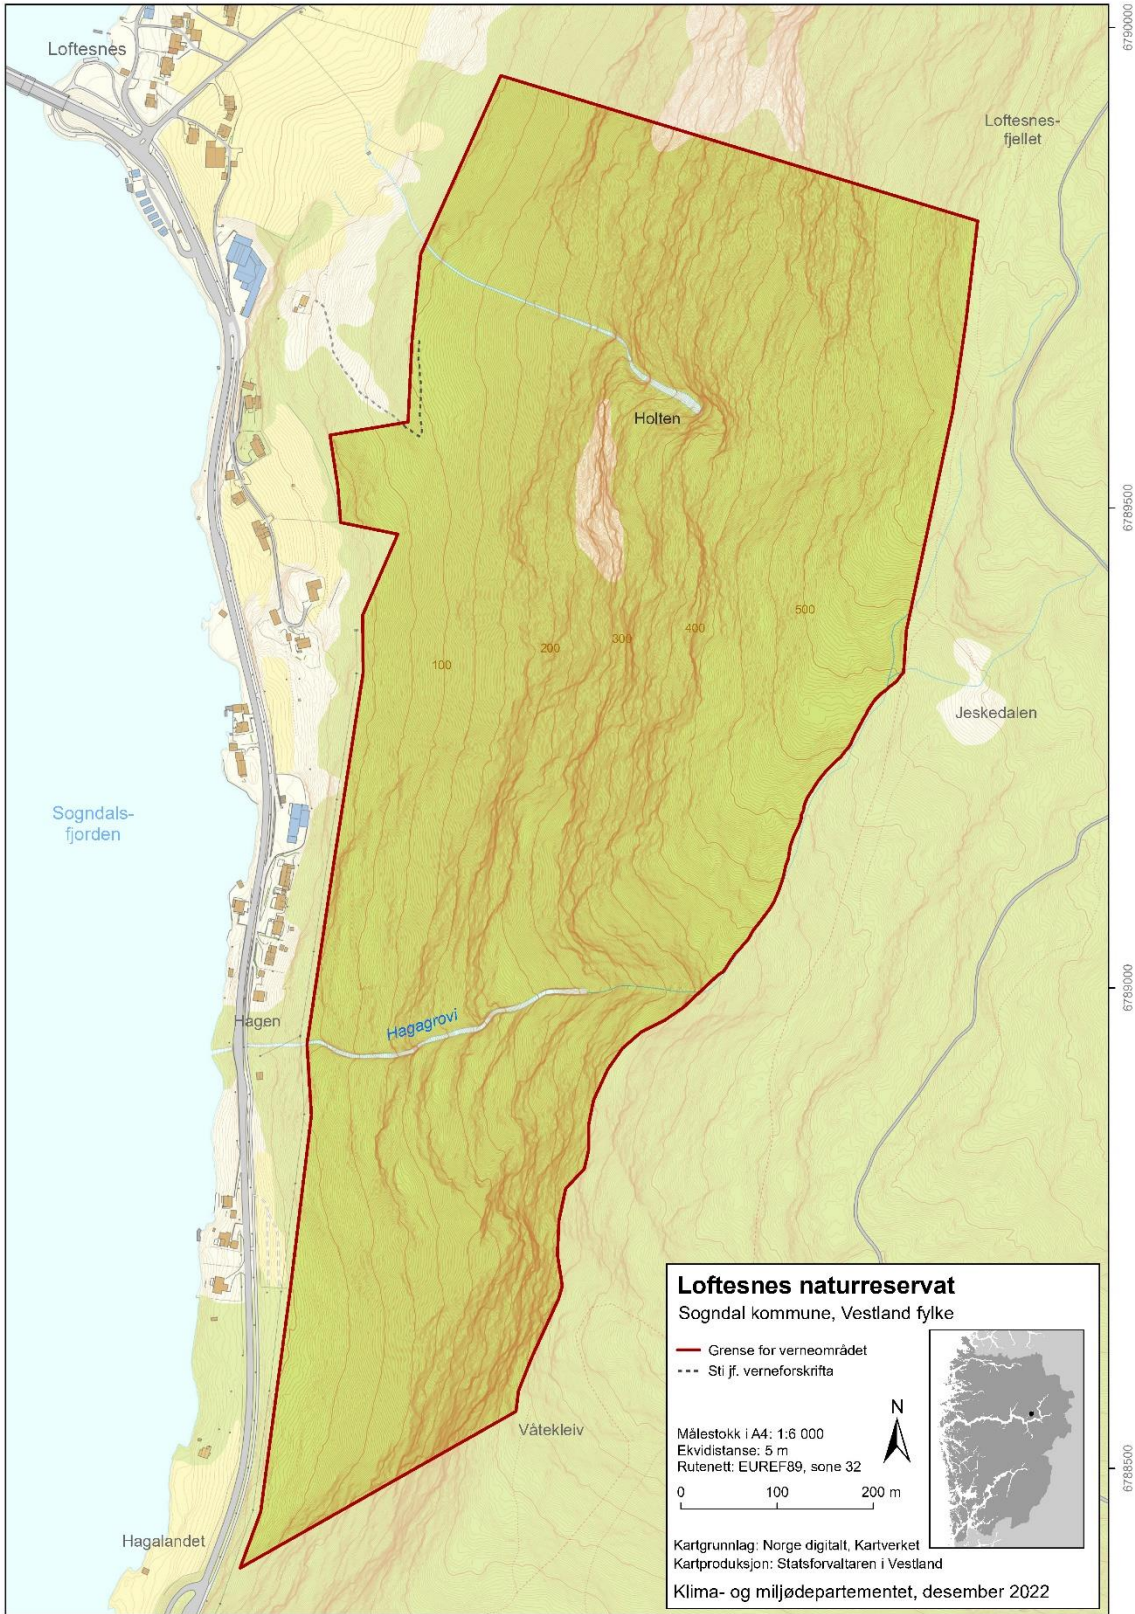 6790000
Loftesnes
Loftesnes-
fjellet
Holten
6789500
500
400
300
200
100
Jeskedalen
Sogndals-
fjorden
6789000
Hagagrovi
Hagen
Loftesnes naturreservat
Sogndal kommune, Vestland fylke
Grense for verneområdet
Sti jf. verneforskrifta
N
Målestokk i A4: 1:6 000
Ekvidistanse: 5 m
Rutenett: EUREF89, sone 32
0 100 200 m
Kartgrunnlag: Norge digitalt, Kartverket
Kartproduksjon: Statsforvaltaren i Vestland
Klima- og miljødepartementet, desember 2022
Våtekleiv
6788500
Hagalandet